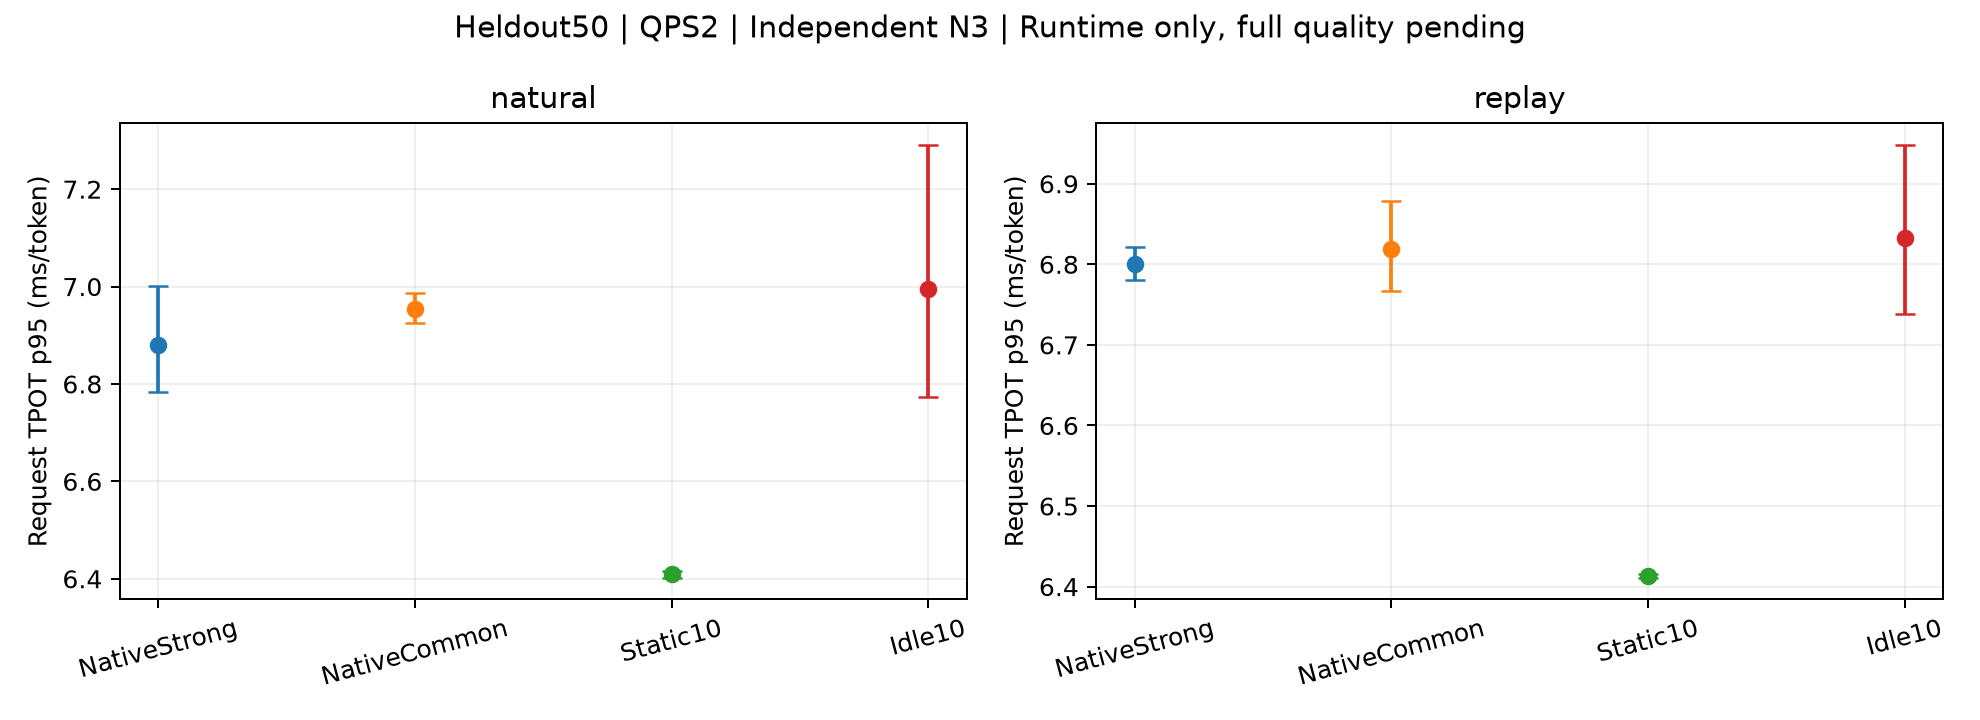 Heldout50 | QPS2 | Independent N3 | Runtime only, full quality pending
natural
Request TPOT p95 (ms/token)
7.2
7.0
6.8
6.6
6.4
NativeStrong
NativeCommon
Static10
Idle10
replay
Request TPOT p95 (ms/token)
6.9
6.8
6.7
6.6
6.5
6.4
NativeStrong
NativeCommon
Static10
Idle10